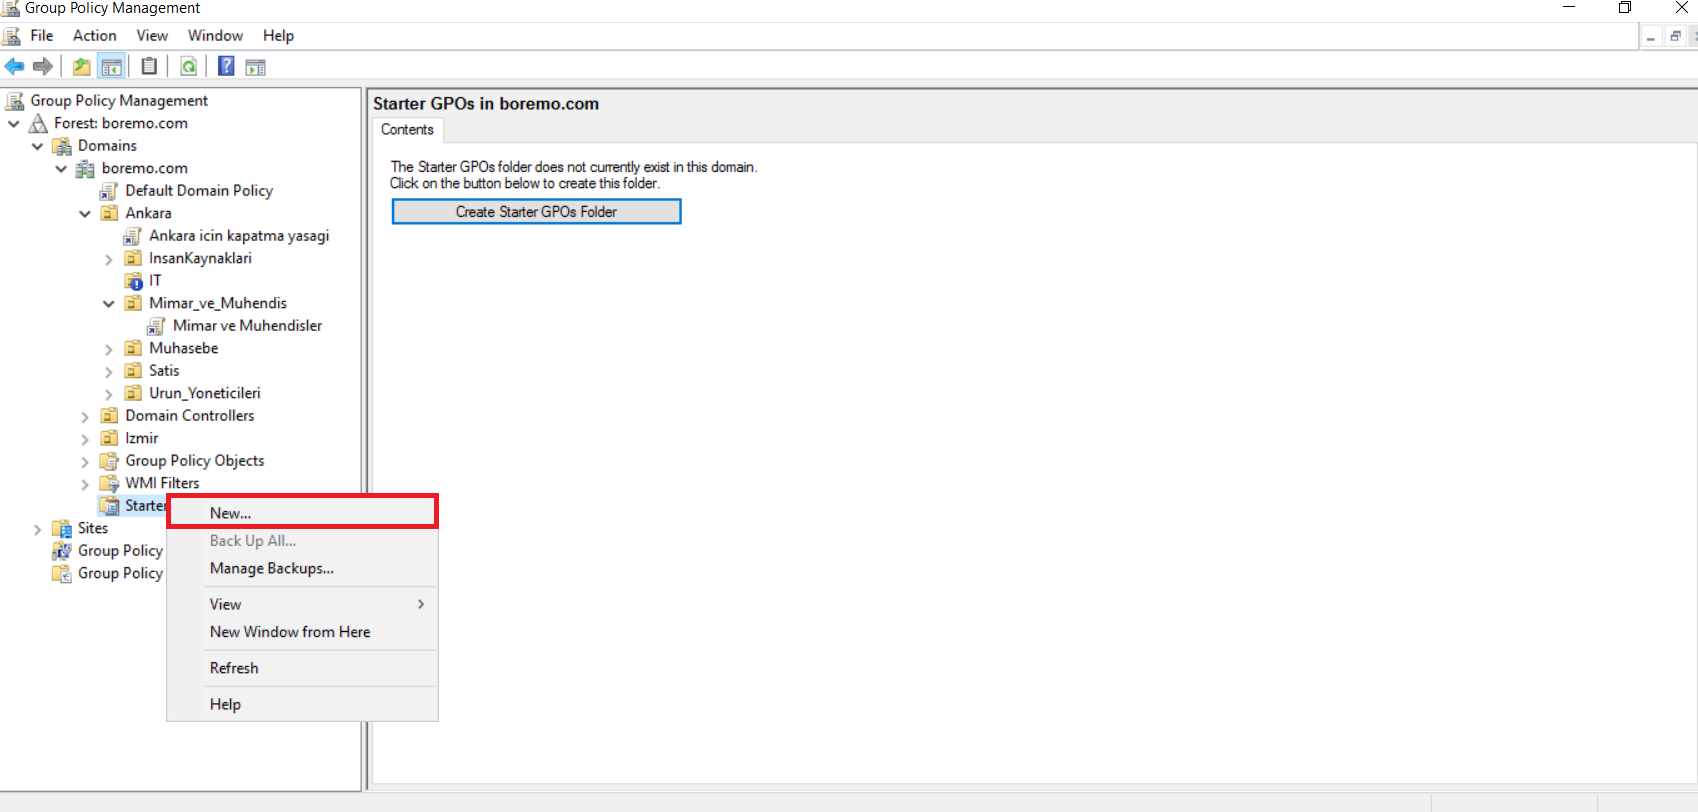 Group Policy Management
File Action View Window Help
Group Policy Management
Forest: boremo.com
Domains
boremo.com
Default Domain Policy
Ankara
Ankara icin kapatma yasagi
InsanKaynaklari
IT
Mimar_ve_Muhendis
Mimar ve Muhendisler
Muhasebe
Satis
Urun_Yoneticileri
Domain Controllers
Izmir
Group Policy Objects
WMI Filters
Starter
Sites
Group Policy
Group Policy
New...
Back Up All...
Manage Backups...
View
New Window from Here
Refresh
Help
Starter GPOs in boremo.com
Contents
The Starter GPOs folder does not currently exist in this domain.
Click on the button below to create this folder.
Create Starter GPOs Folder